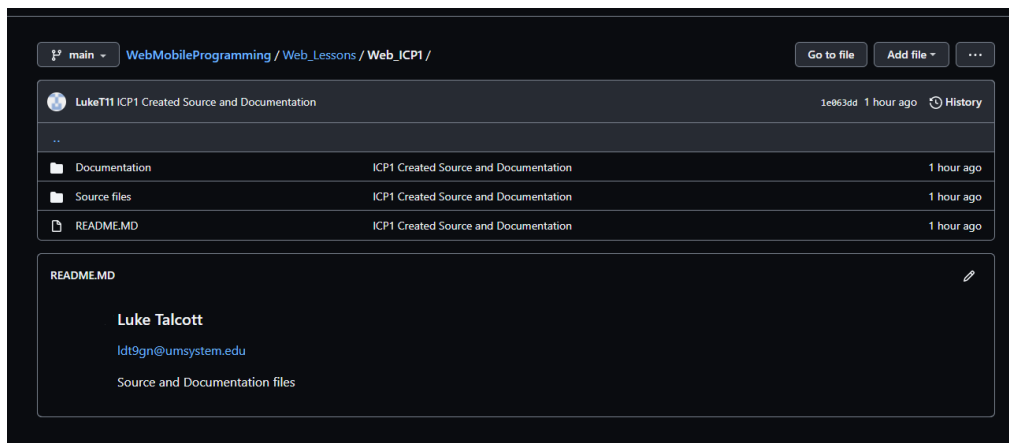 main WebMobileProgramming / Web_Lessons / Web_ICP1 / Go to file Add file ...
LukeT11 ICP1 Created Source and Documentation 1e063dd 1 hour ago History
..
Documentation ICP1 Created Source and Documentation 1 hour ago
Source files ICP1 Created Source and Documentation 1 hour ago
README.MD ICP1 Created Source and Documentation 1 hour ago
README.MD
Luke Talcott
ldt9gn@umsystem.edu
Source and Documentation files